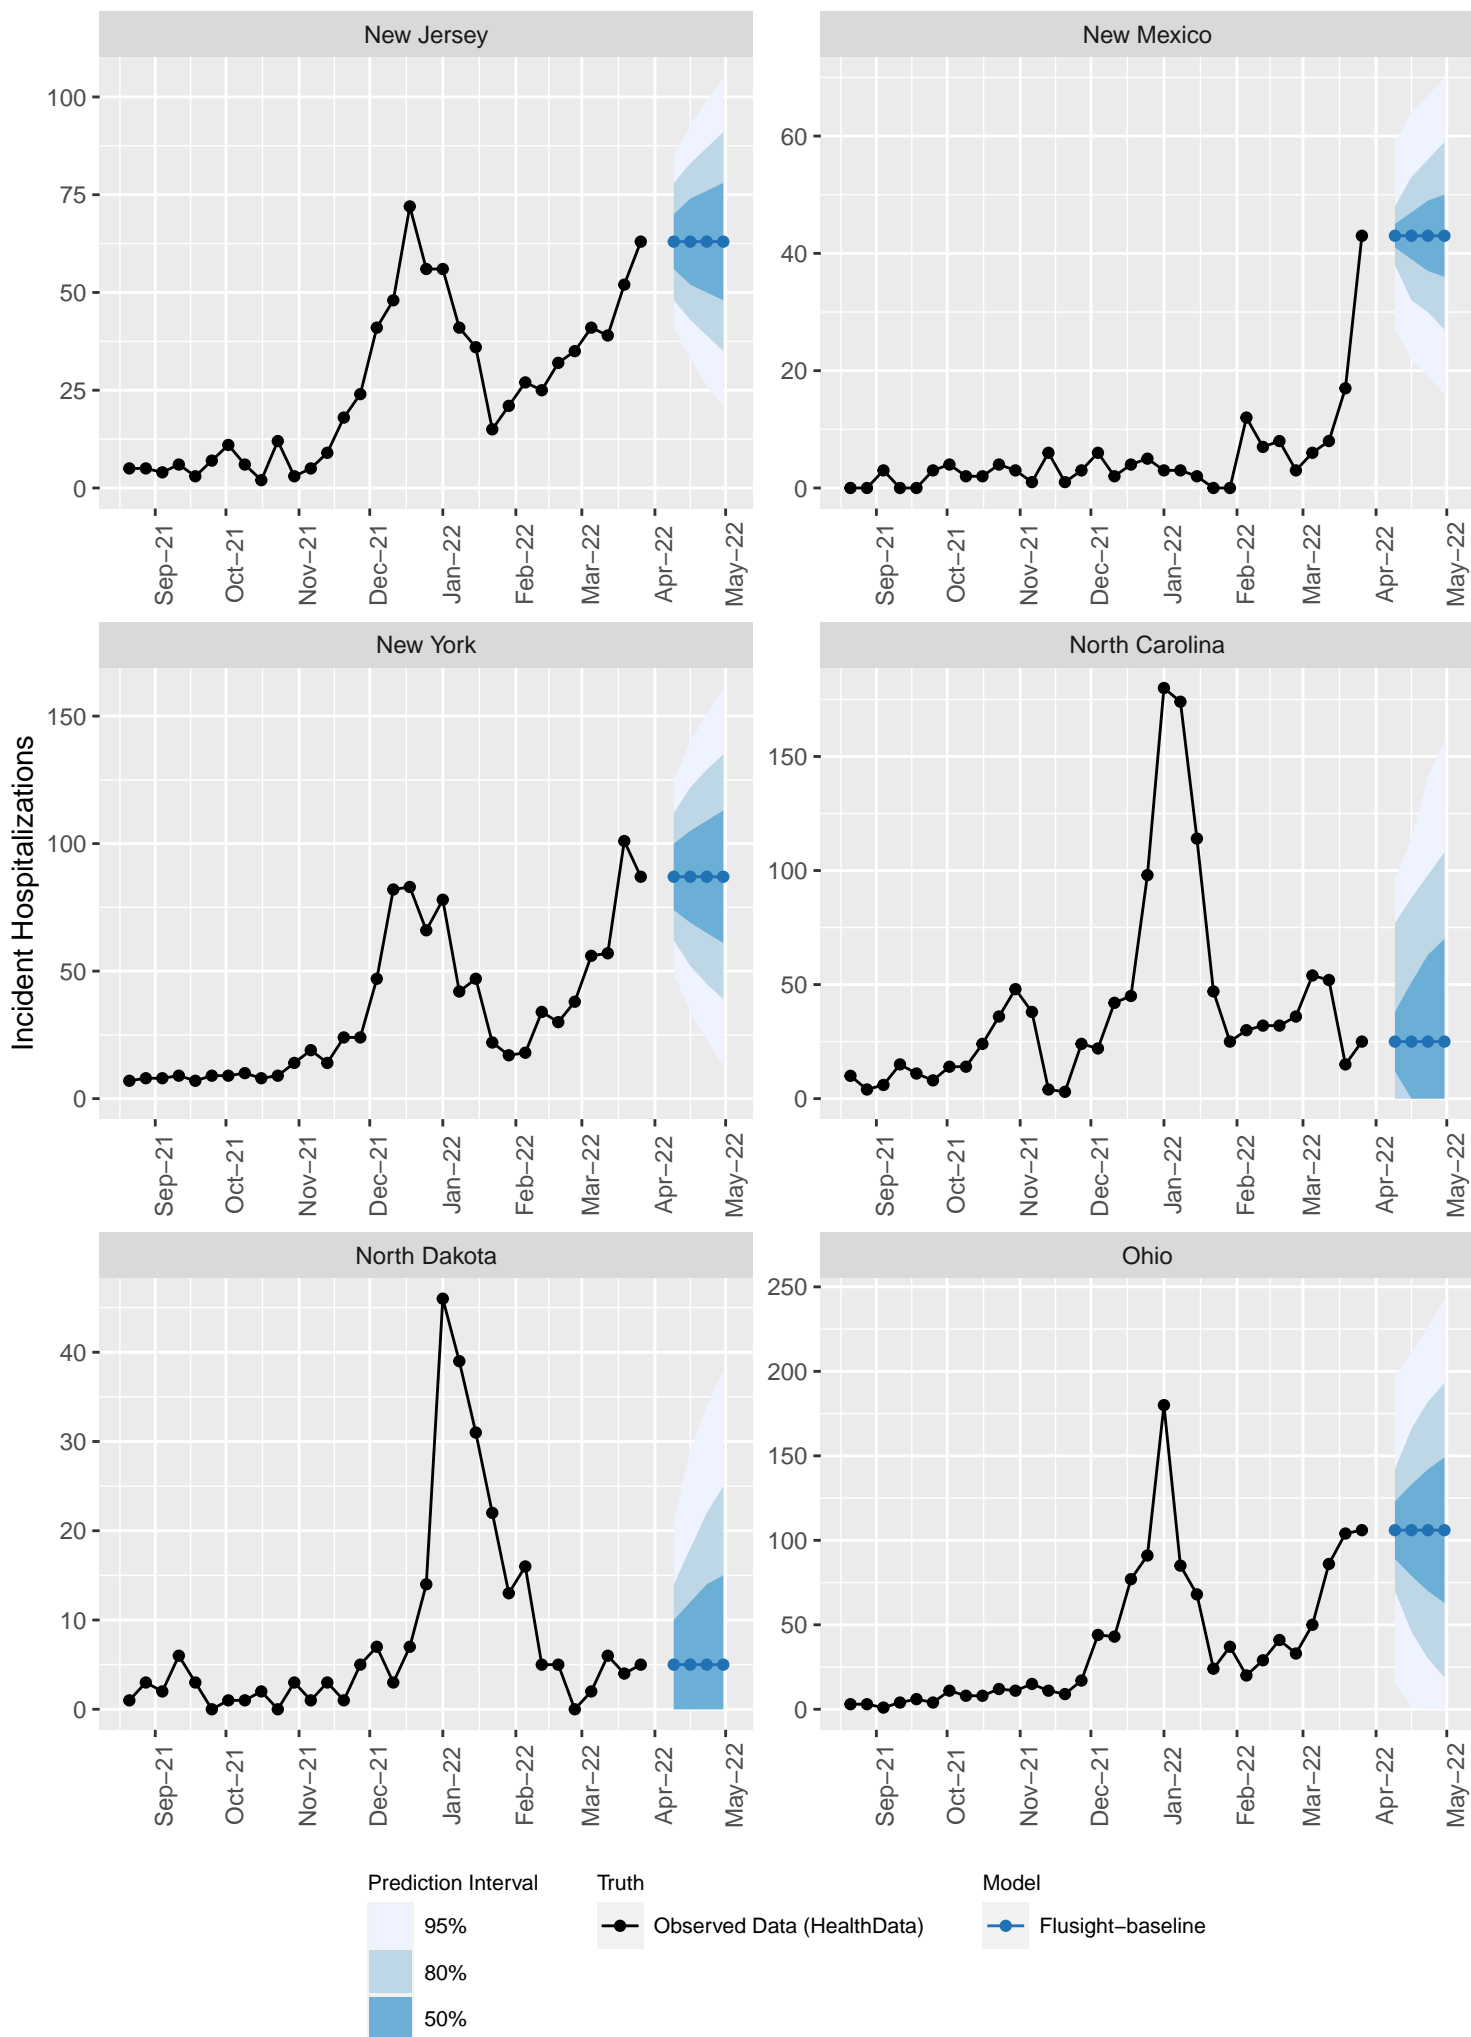 New Jersey
New Mexico
100
75
50
25
0
60
40
20
0
Sep−21
Oct−21
Nov−21
Dec−21
Jan−22
Feb−22
Mar−22
Apr−22
May−22
Sep−21
Oct−21
Nov−21
Dec−21
Jan−22
Feb−22
Mar−22
Apr−22
May−22
Incident Hospitalizations
New York
North Carolina
150
100
50
0
150
100
50
0
Sep−21
Oct−21
Nov−21
Dec−21
Jan−22
Feb−22
Mar−22
Apr−22
May−22
Sep−21
Oct−21
Nov−21
Dec−21
Jan−22
Feb−22
Mar−22
Apr−22
May−22
North Dakota
Ohio
40
30
20
10
0
250
200
150
100
50
0
Sep−21
Oct−21
Nov−21
Dec−21
Jan−22
Feb−22
Mar−22
Apr−22
May−22
Sep−21
Oct−21
Nov−21
Dec−21
Jan−22
Feb−22
Mar−22
Apr−22
May−22
Prediction Interval
95%
80%
50%
Truth
Observed Data (HealthData)
Model
Flusight−baseline